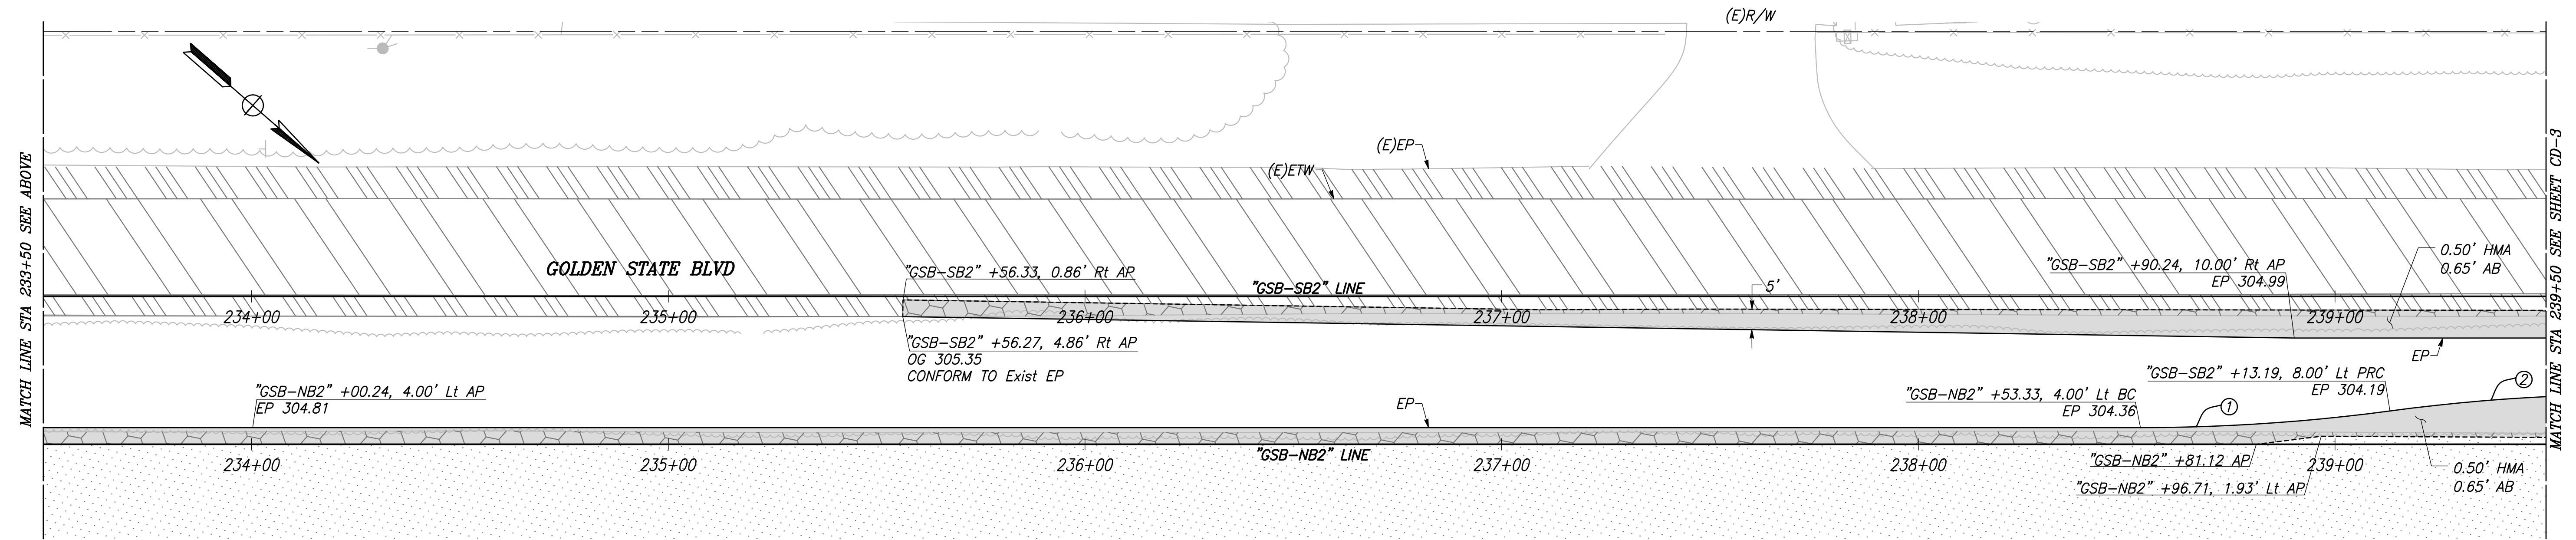 (E)R/W
MATCH LINE STA 233+50 SEE ABOVE
(E)EP
(E)ETW
GOLDEN STATE BLVD
"GSB-SB2" +56.33, 0.86' Rt AP
"GSB-SB2" LINE
5'
"GSB-SB2" +90.24, 10.00' Rt AP
EP 304.99
0.50' HMA
0.65' AB
234+00
235+00
236+00
237+00
238+00
239+00
"GSB-SB2" +56.27, 4.86' Rt AP
OG 305.35
CONFORM TO Exist EP
EP
"GSB-NB2" +00.24, 4.00' Lt AP
EP 304.81
EP
"GSB-NB2" +53.33, 4.00' Lt BC
EP 304.36
1
"GSB-SB2" +13.19, 8.00' Lt PRC
EP 304.19
2
234+00
235+00
236+00
"GSB-NB2" LINE
237+00
238+00
"GSB-NB2" +81.12 AP
239+00
"GSB-NB2" +96.71, 1.93' Lt AP
0.50' HMA
0.65' AB
MATCH LINE STA 239+50 SEE SHEET CD-3